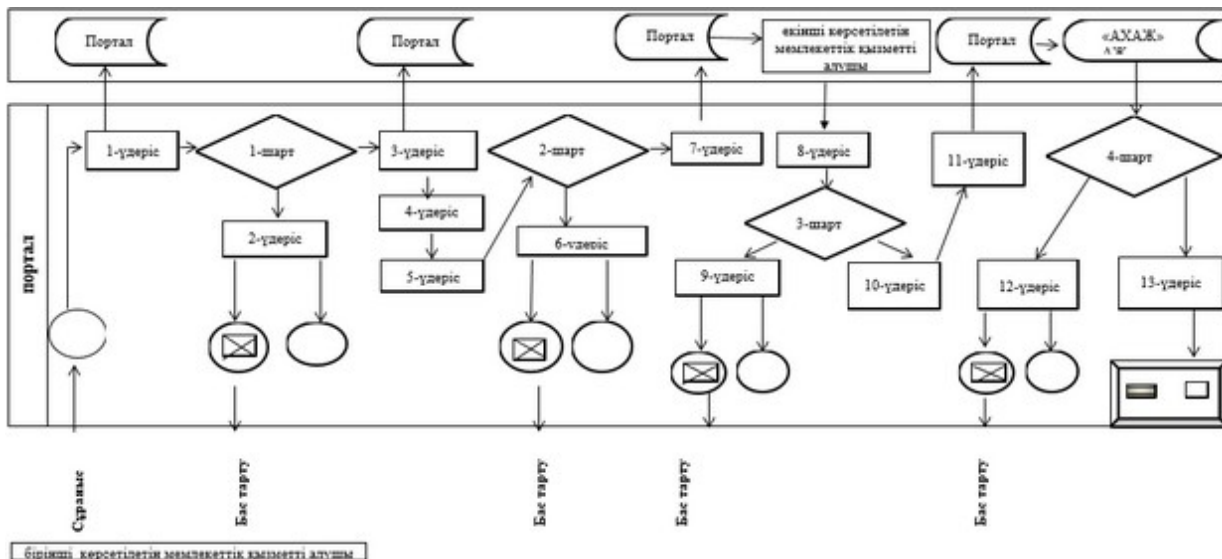 Портал
Портал
Портал
екінші көрсетілетін
мемлекеттік қызметті
алушы
Портал
«АХАЖ»
АЖ
портал
1-үдеріс
1-шарт
3-үдеріс
2-шарт
7-үдеріс
8-үдеріс
11-үдеріс
4-шарт
4-үдеріс
3-шарт
2-үдеріс
6-үдеріс
5-үдеріс
9-үдеріс
10-үдеріс
12-үдеріс
13-үдеріс
Сұраныс
Бас тарту
Бас тарту
Бас тарту
Бас тарту
бірінші көрсетілетін мемлекеттік қызметті алушы